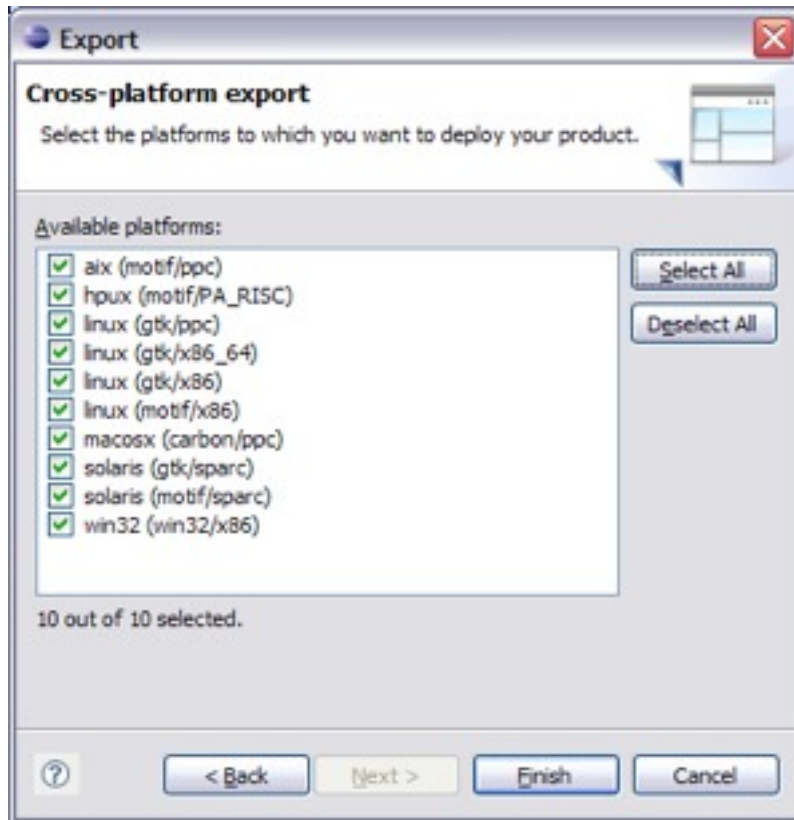 Export
Cross-platform export
Select the platforms to which you want to deploy your product.
Available platforms:
aix (motif/ppc)
hpux (motif/PA_RISC)
linux (gtk/ppc)
linux (gtk/x86_64)
linux (gtk/x86)
linux (motif/x86)
macosx (carbon/ppc)
solaris (gtk/sparc)
solaris (motif/sparc)
win32 (win32/x86)
Select All
Deselect All
10 out of 10 selected.
?
< Back
Next >
Finish
Cancel